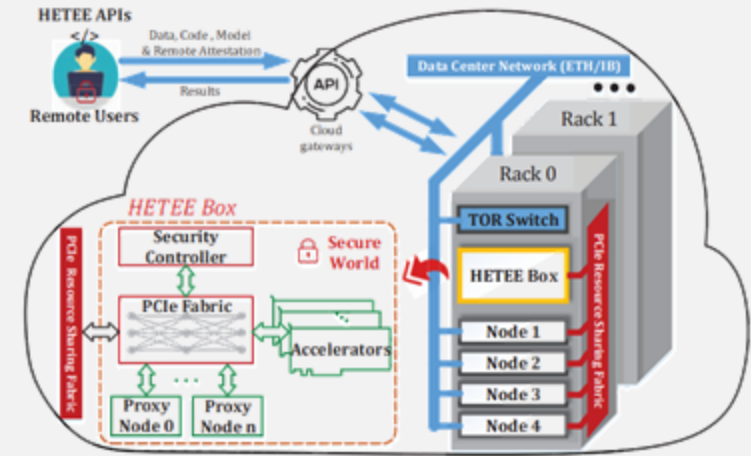 HETEE APIs
</>
Data, Code , Model
& Remote Attestation
Results
Remote Users
API
Cloud
gateways
Data Center Network (ETH/IB)
Rack 1
Rack 0
TOR Switch
HETEE Box
Node 1
Node 2
Node 3
Node 4
PCIe Resource Sharing Fabric
HETEE Box
Security
Controller
Secure
World
PCIe Fabric
Accelerators
Proxy
Node 0
Proxy
Node n
PCIe Resource Sharing Fabric